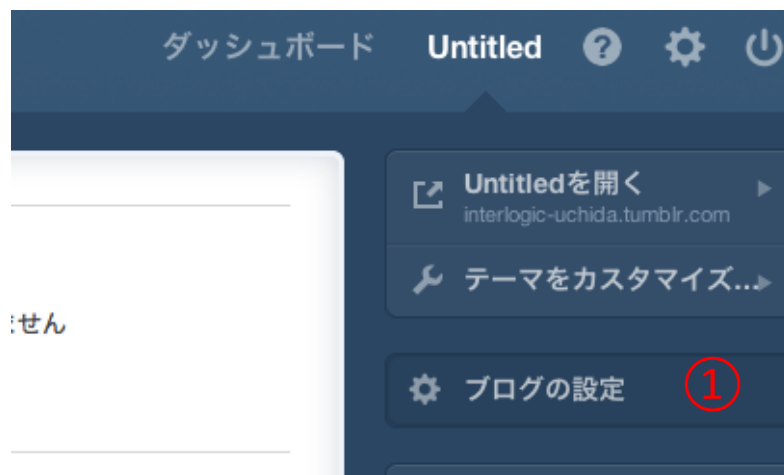 ダッシュボード Untitled ?
Untitledを開く
interlogic-uchida.tumblr.com
テーマをカスタマイズ...
ません
ブログの設定 ①